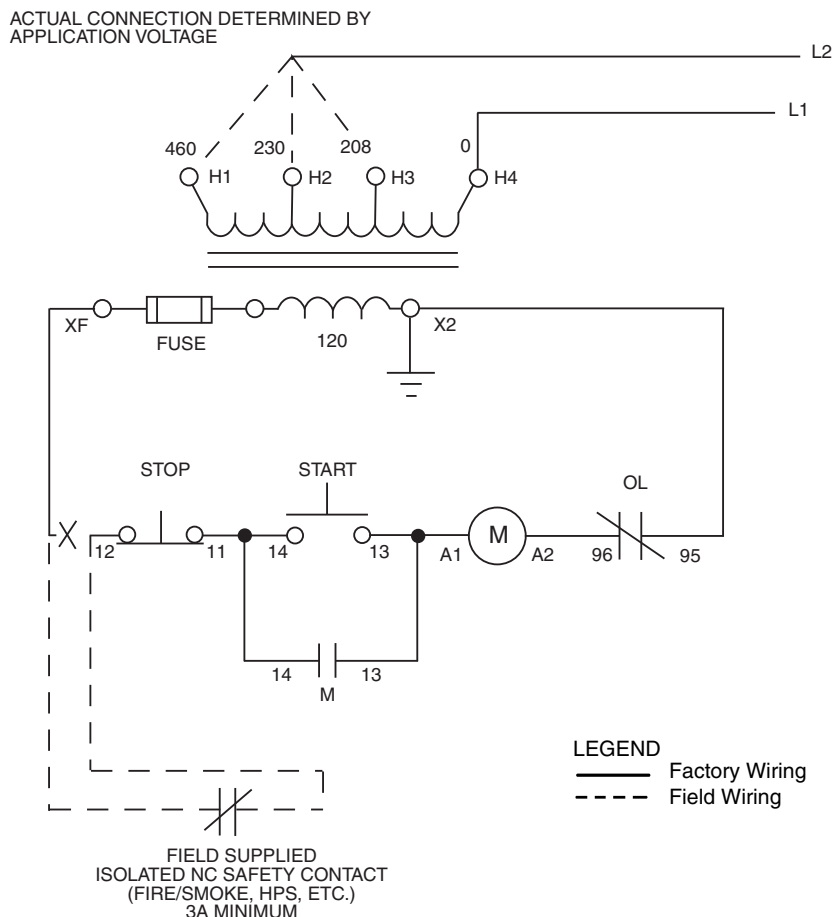 ACTUAL CONNECTION DETERMINED BY
APPLICATION VOLTAGE
L2
L1
460 230 208 0
H1 H2 H3 H4
XF FUSE 120 X2
STOP START OL
12 11 14 13 A1 M A2 96 95
14 13
M
LEGEND
Factory Wiring
Field Wiring
FIELD SUPPLIED
ISOLATED NC SAFETY CONTACT
(FIRE/SMOKE, HPS, ETC.)
3A MINIMUM